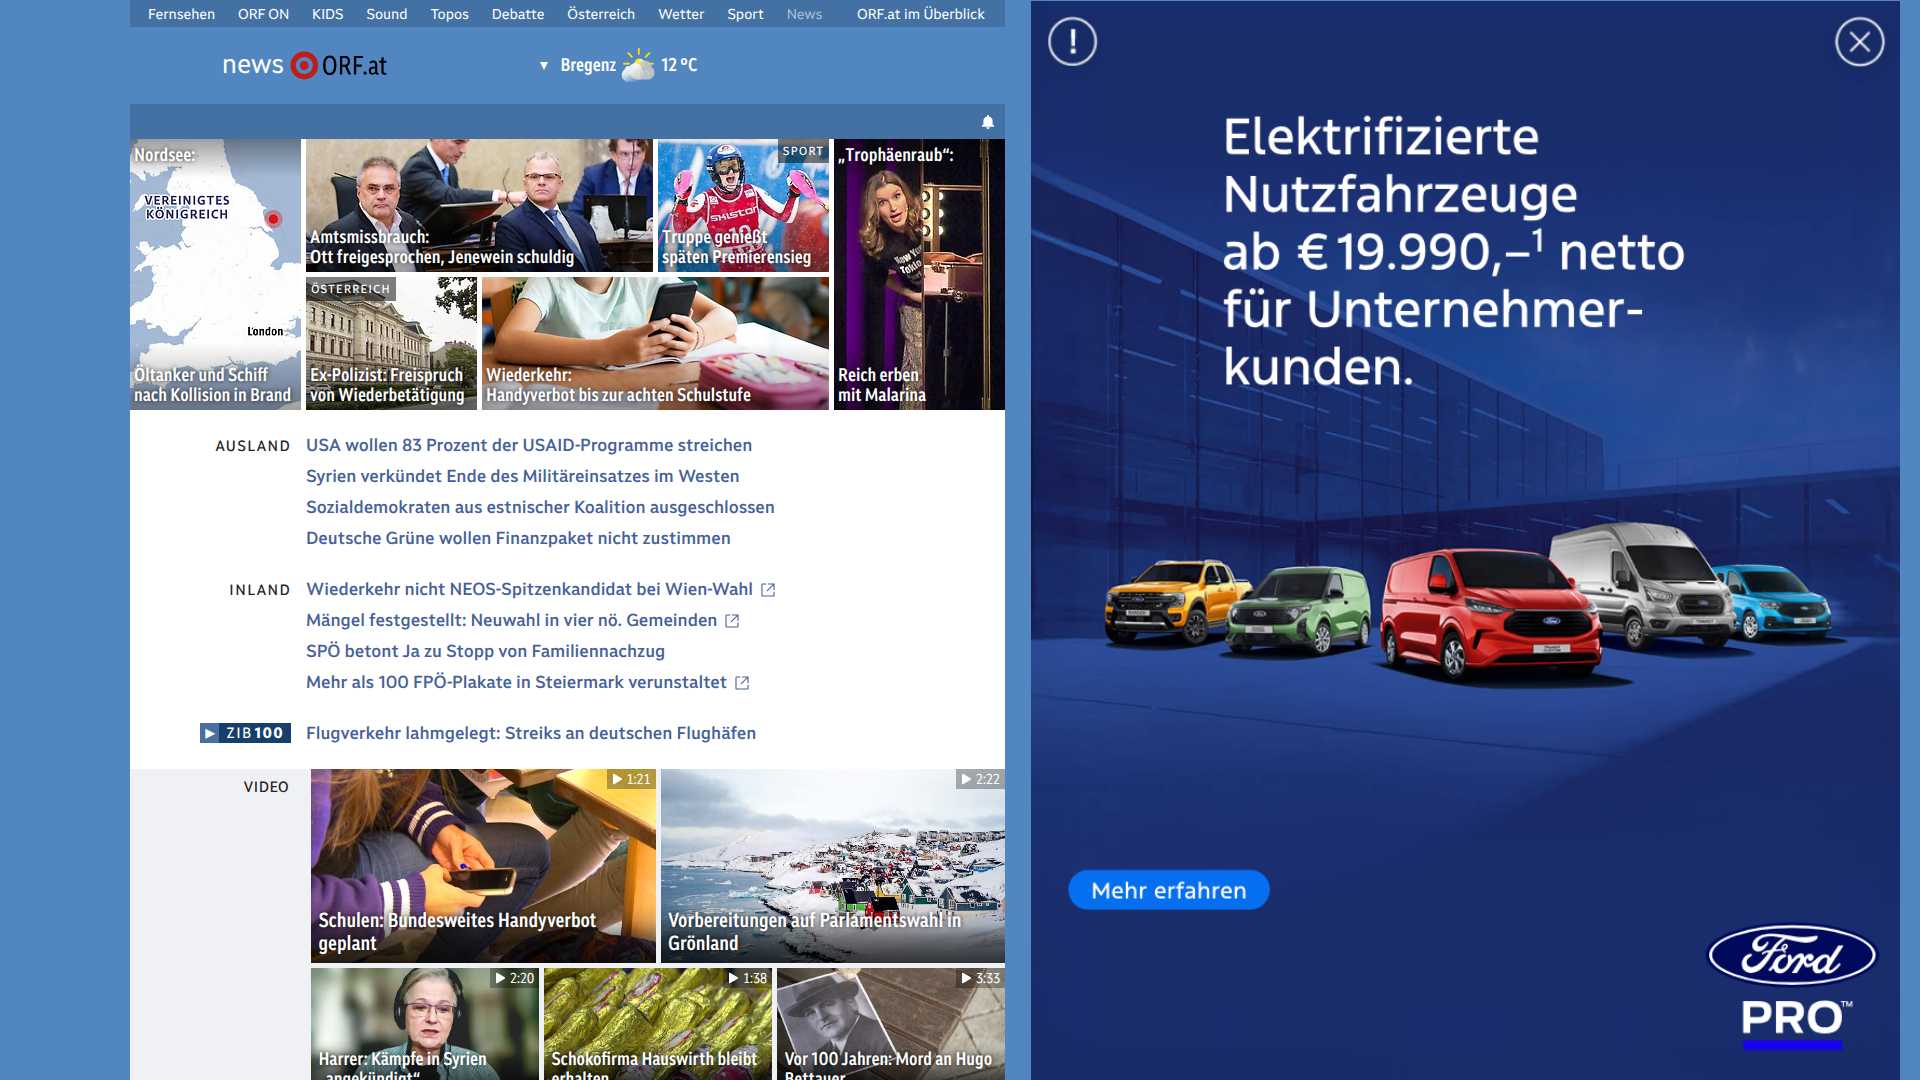 Fernsehen ORF ON KIDS Sound Topos Debatte Österreich Wetter Sport News ORF.at im Überblick
news ORF.at
Bregenz 12 °C
Nordsee:
VEREINIGTES
KÖNIGREICH
London
Öltanker und Schiff
nach Kollision in Brand
Amtsmissbrauch:
Ott freigesprochen, Jenewein schuldig
SPORT
skistar
Truppe genießt
späten Premierensieg
„Trophäenraub“:
Reich erben
mit Malarina
ÖSTERREICH
Ex-Polizist: Freispruch
von Wiederbetätigung
Wiederkehr:
Handyverbot bis zur achten Schulstufe
AUSLAND
USA wollen 83 Prozent der USAID-Programme streichen
Syrien verkündet Ende des Militäreinsatzes im Westen
Sozialdemokraten aus estnischer Koalition ausgeschlossen
Deutsche Grüne wollen Finanzpaket nicht zustimmen
INLAND
Wiederkehr nicht NEOS-Spitzenkandidat bei Wien-Wahl
Mängel festgestellt: Neuwahl in vier nö. Gemeinden
SPÖ betont Ja zu Stopp von Familiennachzug
Mehr als 100 FPÖ-Plakate in Steiermark verunstaltet
ZIB100
Flugverkehr lahmgelegt: Streiks an deutschen Flughäfen
VIDEO
1:21
Schulen: Bundesweites Handyverbot
geplant
2:22
Vorbereitungen auf Parlamentswahl in
Grönland
2:20
Harrer: Kämpfe in Syrien
„angekündigt“
1:38
Schokofirma Hauswirth bleibt
erhalten
3:33
Vor 100 Jahren: Mord an Hugo
Bettauer
Elektrifizierte
Nutzfahrzeuge
ab € 19.990,–¹ netto
für Unternehmer-
kunden.
Mehr erfahren
Ford
PRO™